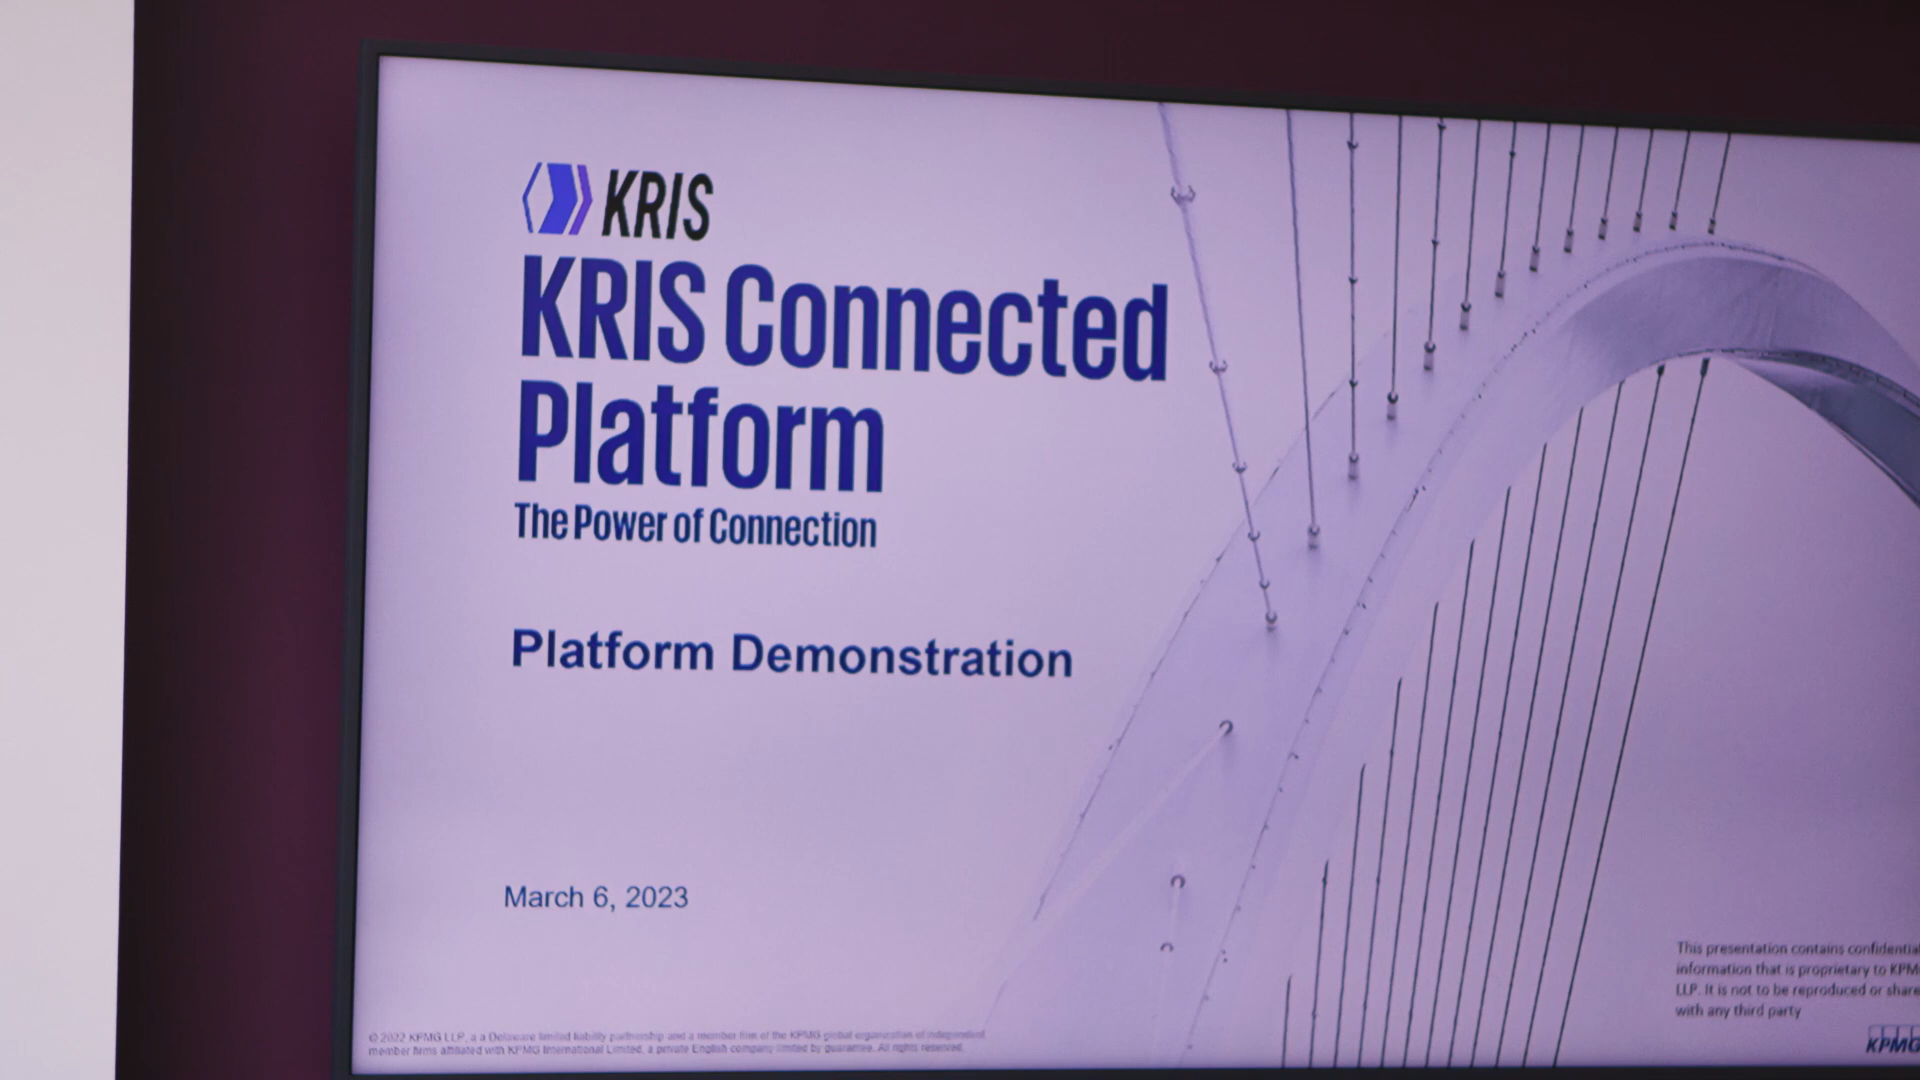 KRIS
KRIS Connected
Platform
The Power of Connection
Platform Demonstration
March 6, 2023
This presentation contains confidentia
information that is proprietary to KPM
LLP. It is not to be reproduced or share
with any third party
© 2022 KPMG LLP, a a Delaware limited liability partnership and a member firm of the KPMG global organization of independent
member firms affiliated with KPMG International Limited, a private English company limited by guarantee. All rights reserved.
KPMG